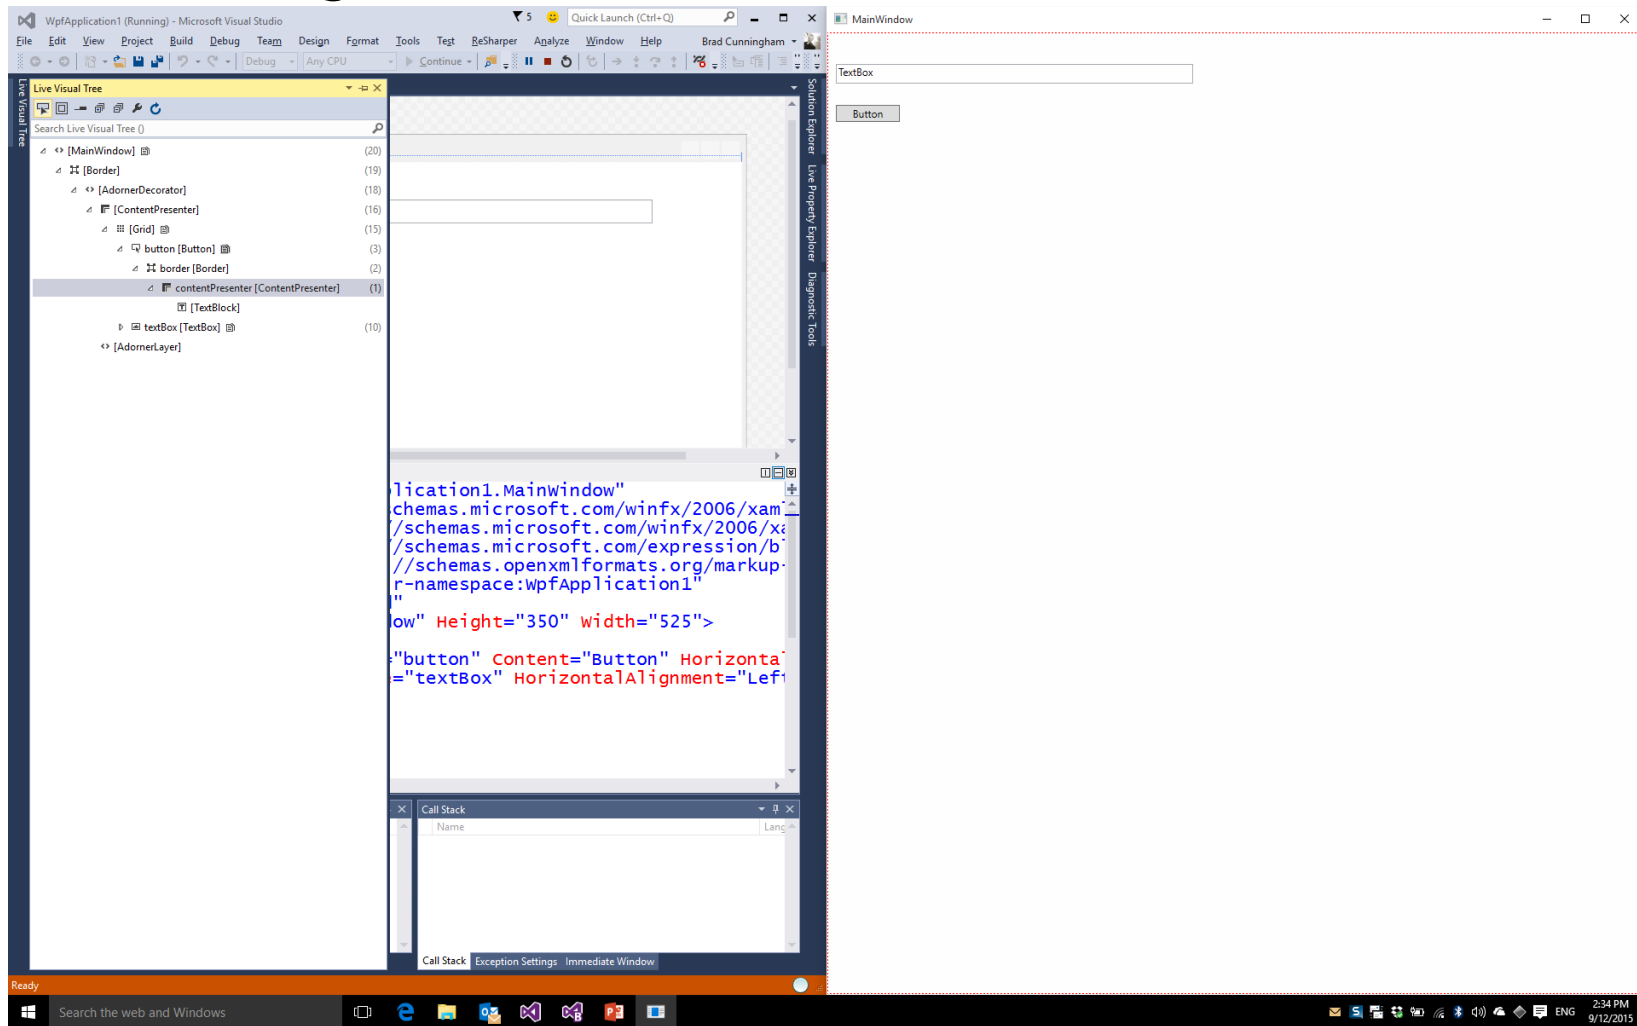 WpfApplication1 (Running) - Microsoft Visual Studio
5
Quick Launch (Ctrl+Q)
File Edit View Project Build Debug Team Design Format Tools Test ReSharper Analyze Window Help Brad Cunningham
Debug Any CPU Continue
Live Visual Tree
Live Visual Tree
Search Live Visual Tree ()
[MainWindow] (20)
[Border] (19)
[AdornerDecorator] (18)
[ContentPresenter] (16)
[Grid] (15)
button [Button] (3)
border [Border] (2)
contentPresenter [ContentPresenter] (1)
[TextBlock]
textBox [TextBox] (10)
[AdornerLayer]
lication1.MainWindow"
schemas.microsoft.com/winfx/2006/xaml
//schemas.microsoft.com/winfx/2006/xa
//schemas.microsoft.com/expression/b
://schemas.openxmlformats.org/markup-
r-namespace:WpfApplication1"
"
ow" Height="350" Width="525">
="button" Content="Button" Horizonta
="textBox" HorizontalAlignment="Left
Call Stack
Name Lang
Call Stack Exception Settings Immediate Window
Ready
Solution Explorer
Live Property Explorer
Diagnostic Tools
MainWindow
TextBox
Button
Search the web and Windows
ENG
2:34 PM
9/12/2015